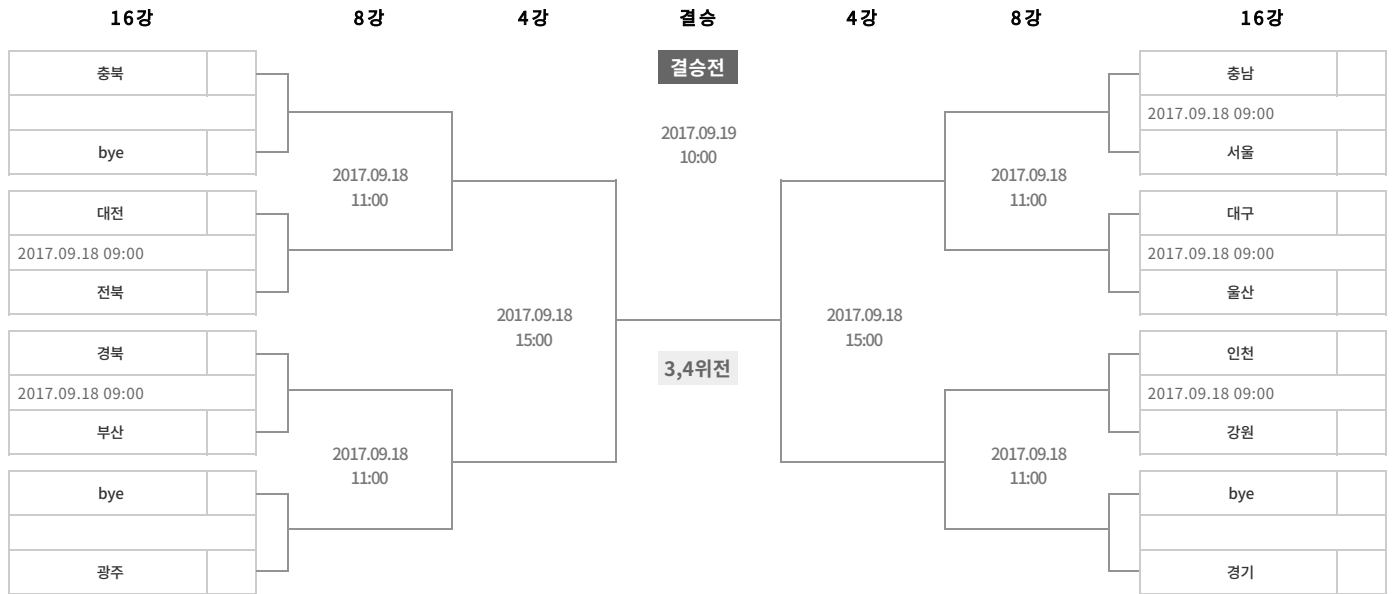 16강 8강 4강 결승 4강 8강 16강
충북
bye
대전
2017.09.18 09:00
전북
경북
2017.09.18 09:00
부산
bye
광주
2017.09.18
11:00
2017.09.18
11:00
2017.09.18
15:00
결승전
2017.09.19
10:00
3,4위전
2017.09.18
15:00
2017.09.18
11:00
2017.09.18
11:00
충남
2017.09.18 09:00
서울
대구
2017.09.18 09:00
울산
인천
2017.09.18 09:00
강원
bye
경기